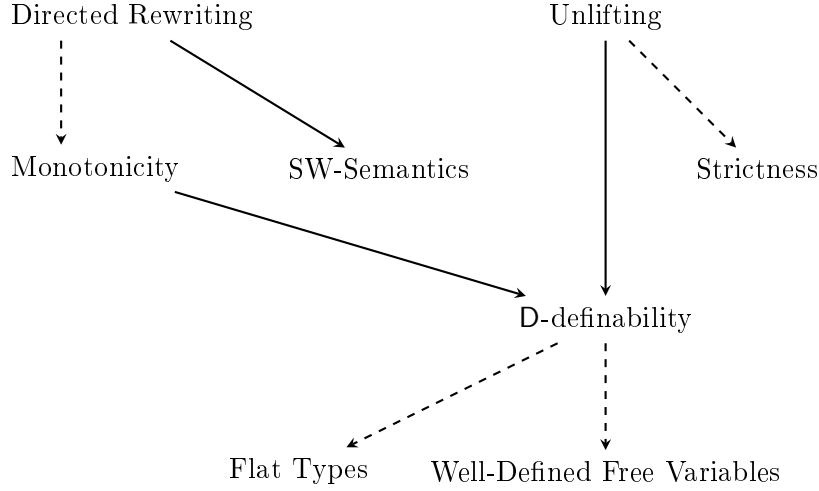 Directed Rewriting
Unlifting
Monotonicity
SW-Semantics
Strictness
D-definability
Flat Types
Well-Defined Free Variables